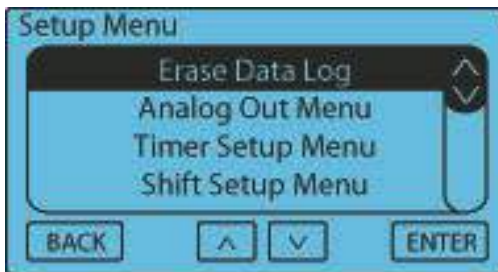 Setup Menu
Erase Data Log
Analog Out Menu
Timer Setup Menu
Shift Setup Menu
BACK ENTER